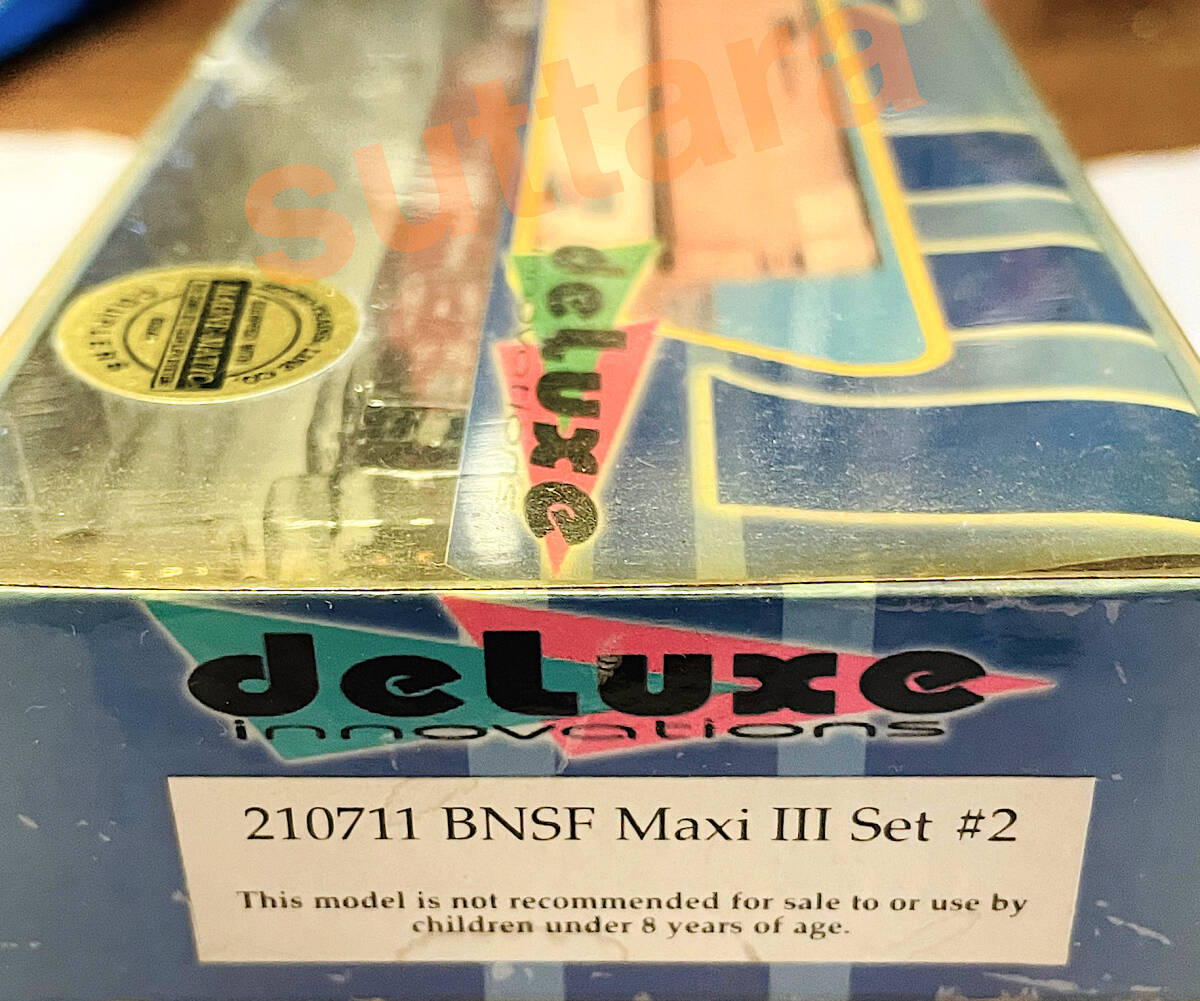 suttara
deLuxe
deLuxe
innovations
210711 BNSF Maxi III Set #2
This model is not recommended for sale to or use by
children under 8 years of age.